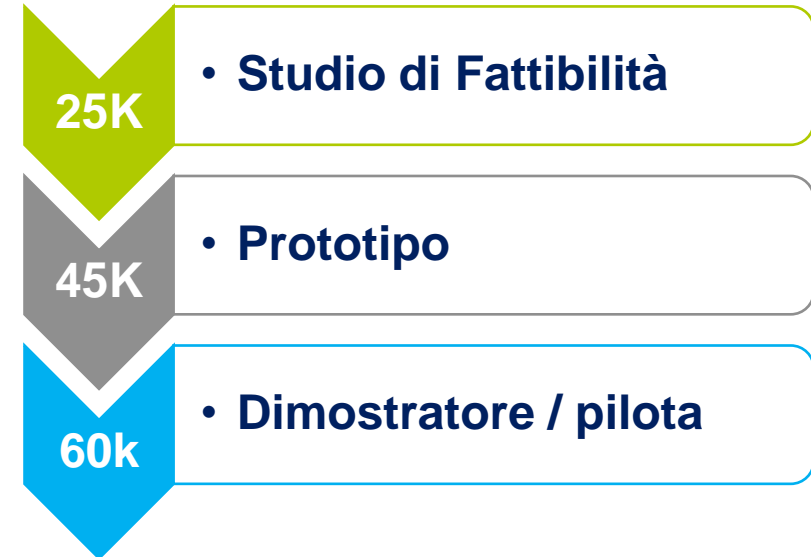 25K
• Studio di Fattibilità
45K
• Prototipo
60k
• Dimostratore / pilota